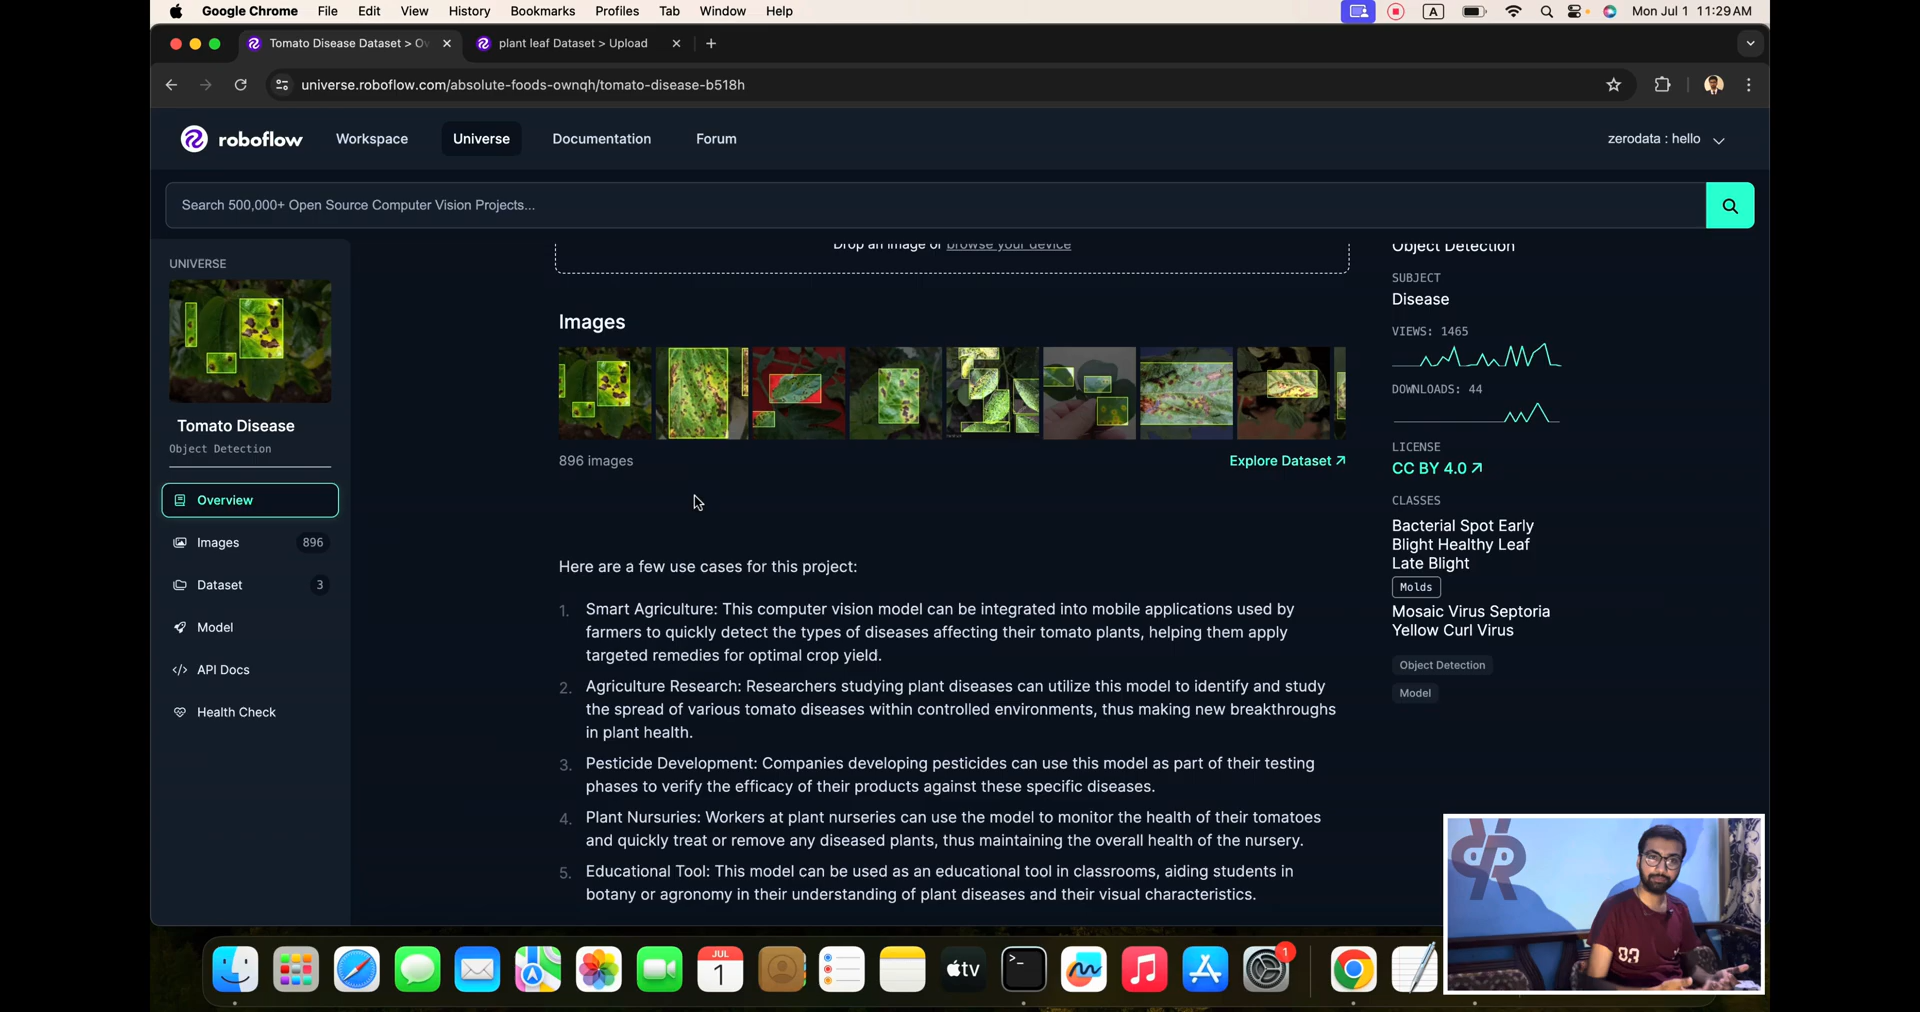 Google Chrome File Edit View History Bookmarks Profiles Tab Window Help A Mon Jul 1 11:29 AM
Tomato Disease Dataset > Ov plant leaf Dataset > Upload
universe.roboflow.com/absolute-foods-ownqh/tomato-disease-b518h
roboflow Workspace Universe Documentation Forum zerodata : hello
Search 500,000+ Open Source Computer Vision Projects...
UNIVERSE
Tomato Disease
Object Detection
Overview
Images 896
Dataset 3
Model
API Docs
Health Check
Drop an image or browse your device
Images
896 images Explore Dataset
Here are a few use cases for this project:
1. Smart Agriculture: This computer vision model can be integrated into mobile applications used by
farmers to quickly detect the types of diseases affecting their tomato plants, helping them apply
targeted remedies for optimal crop yield.
2. Agriculture Research: Researchers studying plant diseases can utilize this model to identify and study
the spread of various tomato diseases within controlled environments, thus making new breakthroughs
in plant health.
3. Pesticide Development: Companies developing pesticides can use this model as part of their testing
phases to verify the efficacy of their products against these specific diseases.
4. Plant Nursuries: Workers at plant nurseries can use the model to monitor the health of their tomatoes
and quickly treat or remove any diseased plants, thus maintaining the overall health of the nursery.
5. Educational Tool: This model can be used as an educational tool in classrooms, aiding students in
botany or agronomy in their understanding of plant diseases and their visual characteristics.
Object Detection
SUBJECT
Disease
VIEWS: 1465
DOWNLOADS: 44
LICENSE
CC BY 4.0
CLASSES
Bacterial Spot Early
Blight Healthy Leaf
Late Blight
Molds
Mosaic Virus Septoria
Yellow Curl Virus
Object Detection
Model
JUL
1
tv
>_
1